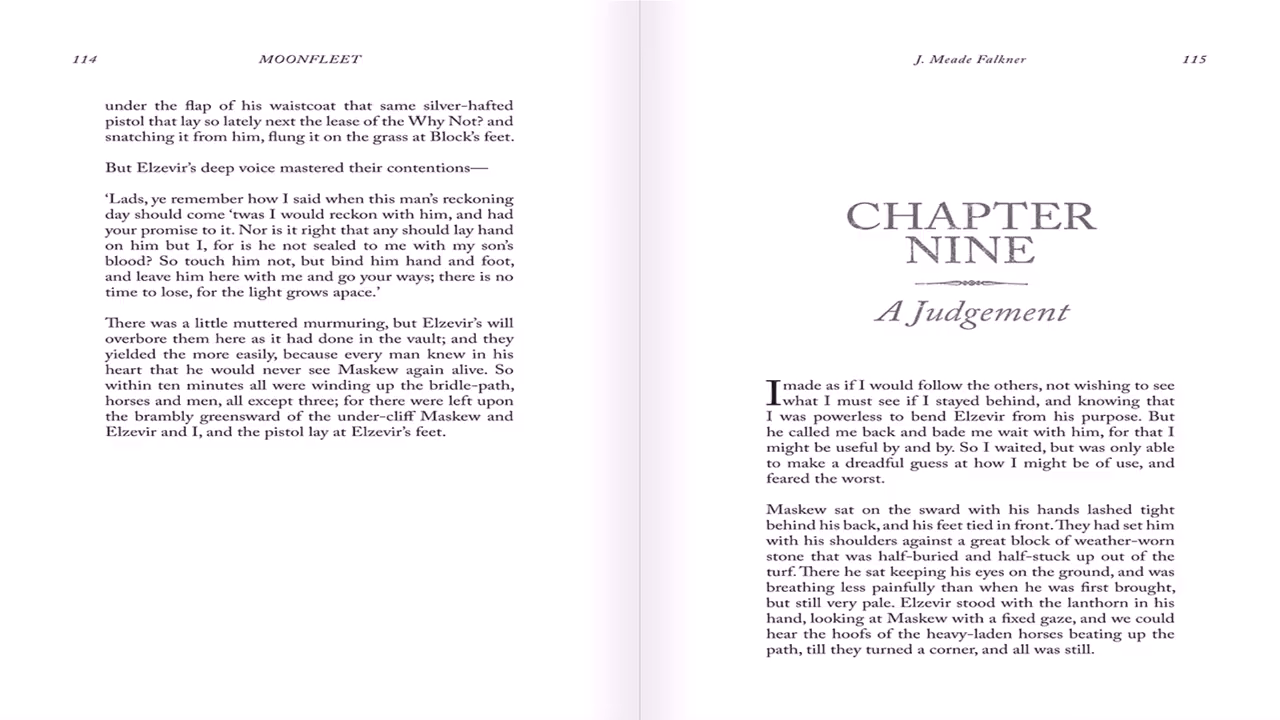 114
MOONFLEET
under the flap of his waistcoat that same silver-hafted
pistol that lay so lately next the lease of the Why Not? and
snatching it from him, flung it on the grass at Block's feet.
But Elzevir's deep voice mastered their contentions—
‘Lads, ye remember how I said when this man's reckoning
day should come ‘twas I would reckon with him, and had
your promise to it. Nor is it right that any should lay hand
on him but I, for is he not sealed to me with my son's
blood? So touch him not, but bind him hand and foot,
and leave him here with me and go your ways; there is no
time to lose, for the light grows apace.’
There was a little muttered murmuring, but Elzevir's will
overbore them here as it had done in the vault; and they
yielded the more easily, because every man knew in his
heart that he would never see Maskew again alive. So
within ten minutes all were winding up the bridle-path,
horses and men, all except three; for there were left upon
the brambly greensward of the under-cliff Maskew and
Elzevir and I, and the pistol lay at Elzevir's feet.
J. Meade Falkner
115
CHAPTER
NINE
A Judgement
I made as if I would follow the others, not wishing to see
what I must see if I stayed behind, and knowing that
I was powerless to bend Elzevir from his purpose. But
he called me back and bade me wait with him, for that I
might be useful by and by. So I waited, but was only able
to make a dreadful guess at how I might be of use, and
feared the worst.
Maskew sat on the sward with his hands lashed tight
behind his back, and his feet tied in front. They had set him
with his shoulders against a great block of weather-worn
stone that was half-buried and half-stuck up out of the
turf. There he sat keeping his eyes on the ground, and was
breathing less painfully than when he was first brought,
but still very pale. Elzevir stood with the lanthorn in his
hand, looking at Maskew with a fixed gaze, and we could
hear the hoofs of the heavy-laden horses beating up the
path, till they turned a corner, and all was still.